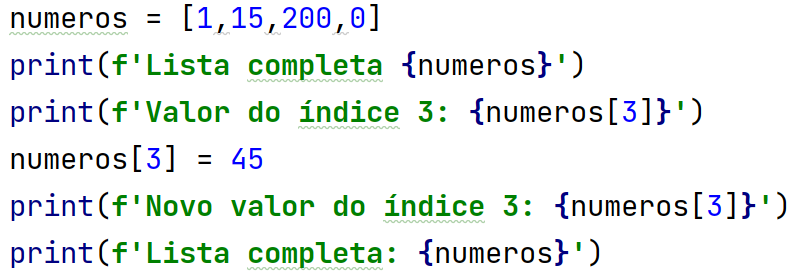 numeros = [1,15,200,0]
print(f'Lista completa {numeros}')
print(f'Valor do índice 3: {numeros[3]}')
numeros[3] = 45
print(f'Novo valor do índice 3: {numeros[3]}')
print(f'Lista completa: {numeros}')